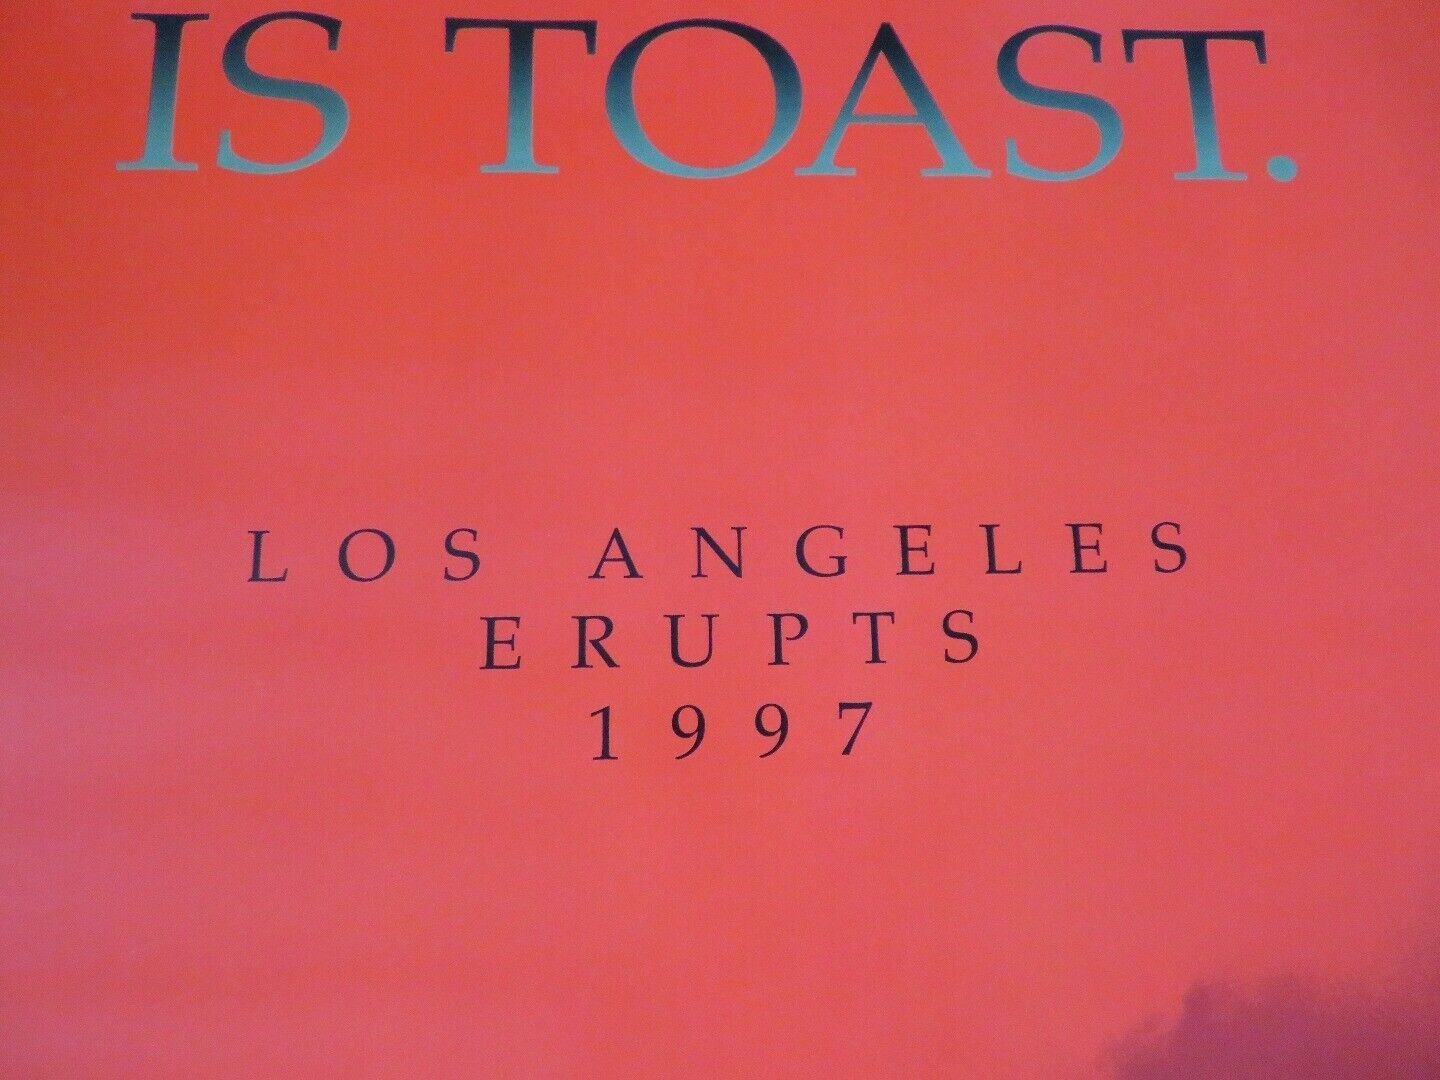 IS TOAST.
LOS ANGELES
ERUPTS
1997